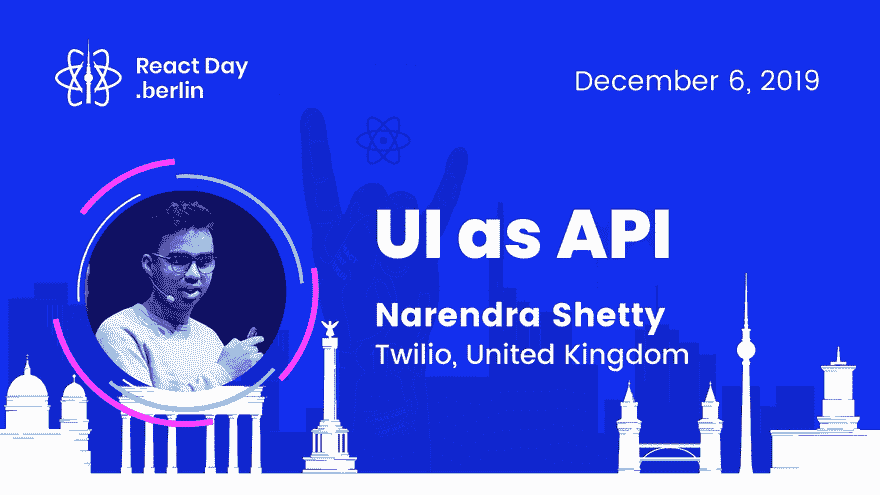 React Day
.berlin
December 6, 2019
UI as API
Narendra Shetty
Twilio, United Kingdom